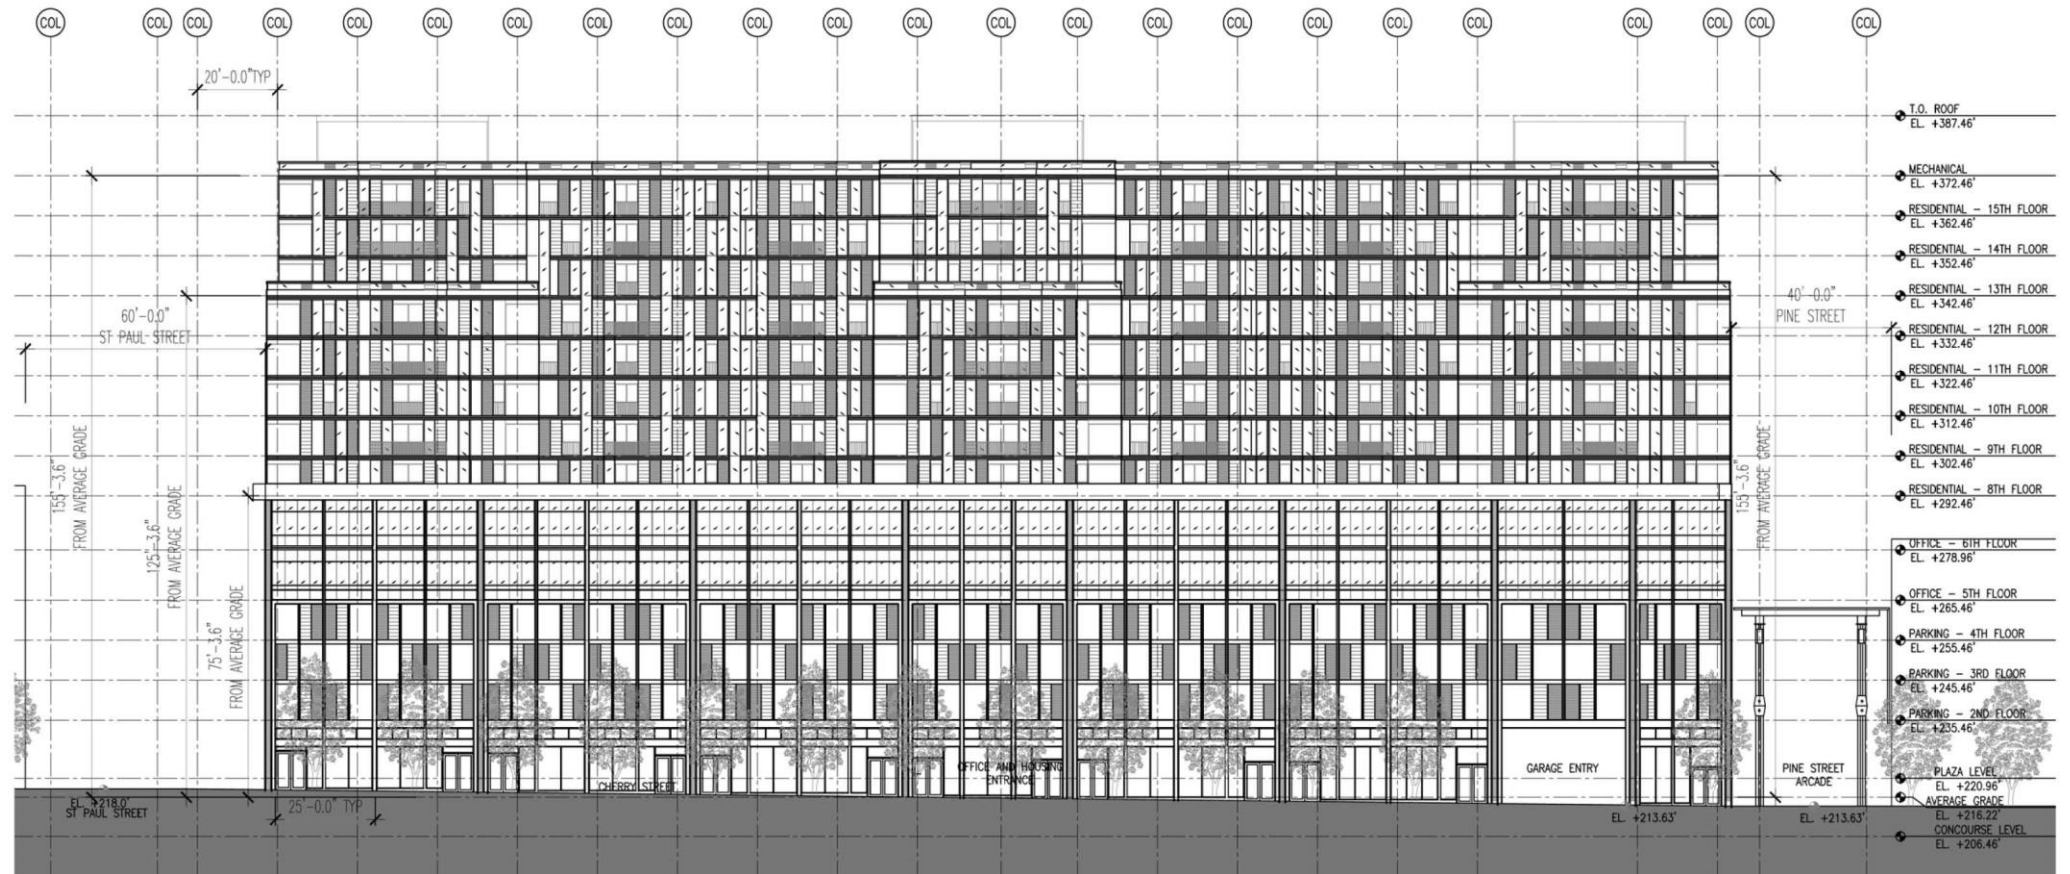 COL COL COL COL COL COL COL COL COL COL COL COL COL COL COL COL COL COL COL COL COL COL
20'-0.0"TYP
T.O. ROOF
EL. +387.46'
MECHANICAL
EL. +372.46'
RESIDENTIAL - 15TH FLOOR
EL. +362.46'
RESIDENTIAL - 14TH FLOOR
EL. +352.46'
RESIDENTIAL - 13TH FLOOR
EL. +342.46'
RESIDENTIAL - 12TH FLOOR
EL. +332.46'
RESIDENTIAL - 11TH FLOOR
EL. +322.46'
RESIDENTIAL - 10TH FLOOR
EL. +312.46'
RESIDENTIAL - 9TH FLOOR
EL. +302.46'
RESIDENTIAL - 8TH FLOOR
EL. +292.46'
OFFICE - 6TH FLOOR
EL. +278.96'
OFFICE - 5TH FLOOR
EL. +265.46'
PARKING - 4TH FLOOR
EL. +255.46'
PARKING - 3RD FLOOR
EL. +245.46'
PARKING - 2ND FLOOR
EL. +235.46'
PLAZA LEVEL
EL. +220.96'
AVERAGE GRADE
EL. +216.22'
CONCOURSE LEVEL
EL. +206.46'
60'-0.0"
ST PAUL STREET
40'-0.0"
PINE STREET
155'-3.6"
FROM AVERAGE GRADE
125'-3.6"
FROM AVERAGE GRADE
75'-3.6"
FROM AVERAGE GRADE
155'-3.6"
FROM AVERAGE GRADE
EL. +218.0'
ST PAUL STREET
25'-0.0" TYP
CHERRY STREET
OFFICE AND HOUSING
ENTRANCE
GARAGE ENTRY
PINE STREET
ARCADE
EL. +213.63'
EL. +213.63'